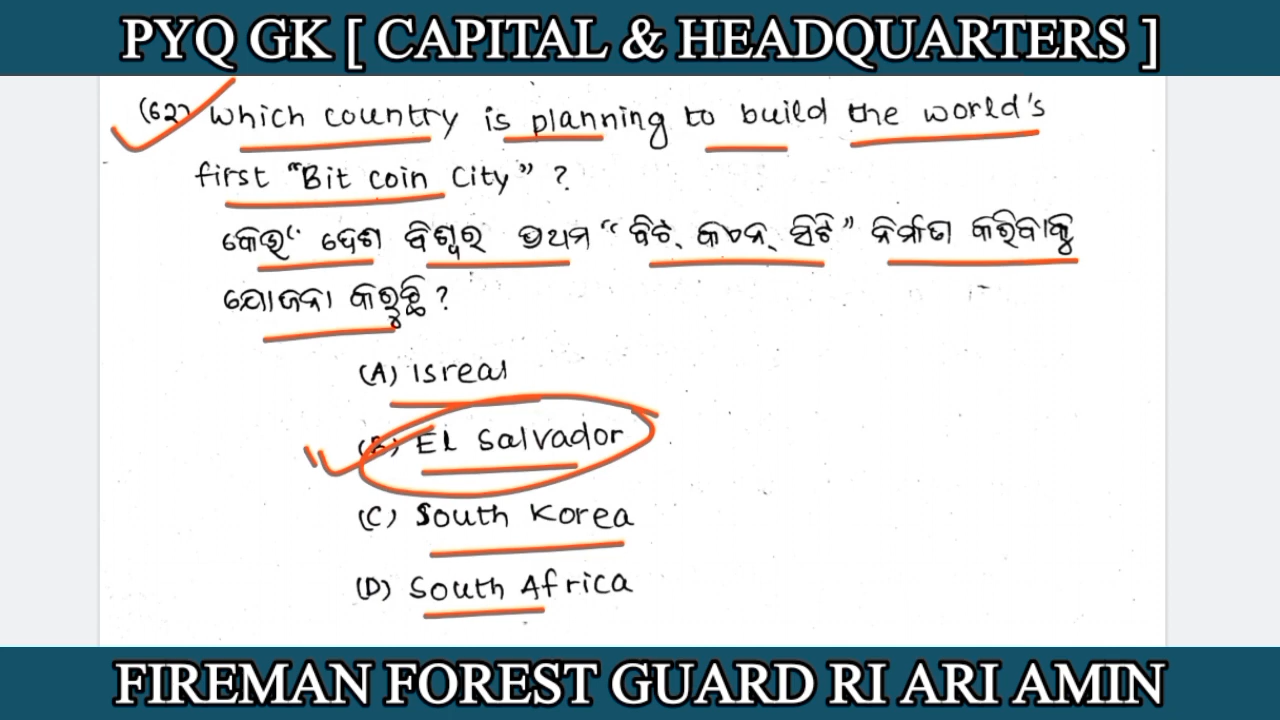 PYQ GK [ CAPITAL & HEADQUARTERS ]
(62) Which country is planning to build the world's
first "Bit coin City" ?
କେଉଁ ଦେଶ ବିଶ୍ୱର ପ୍ରଥମ "ବିଟ୍ କଏନ୍ ସିଟି" ନିର୍ମାଣ କରିବାକୁ
ଯୋଜନା କରୁଛି ?
(A) Isreal
(B) El Salvador
(C) South Korea
(D) South Africa
FIREMAN FOREST GUARD RI ARI AMIN